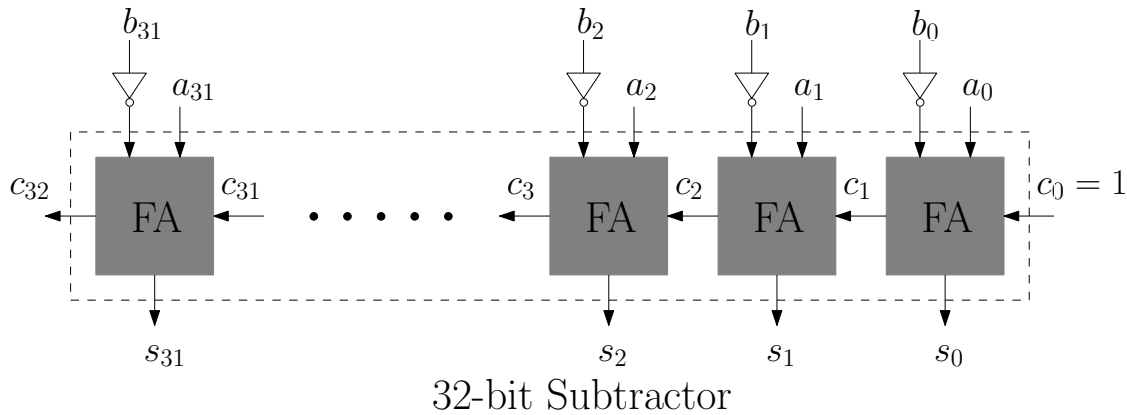 b₃₁ b₂ b₁ b₀
a₃₁ a₂ a₁ a₀
c₃₂ c₃₁ c₃ c₂ c₁ c₀ = 1
FA FA FA FA
s₃₁ s₂ s₁ s₀
32-bit Subtractor